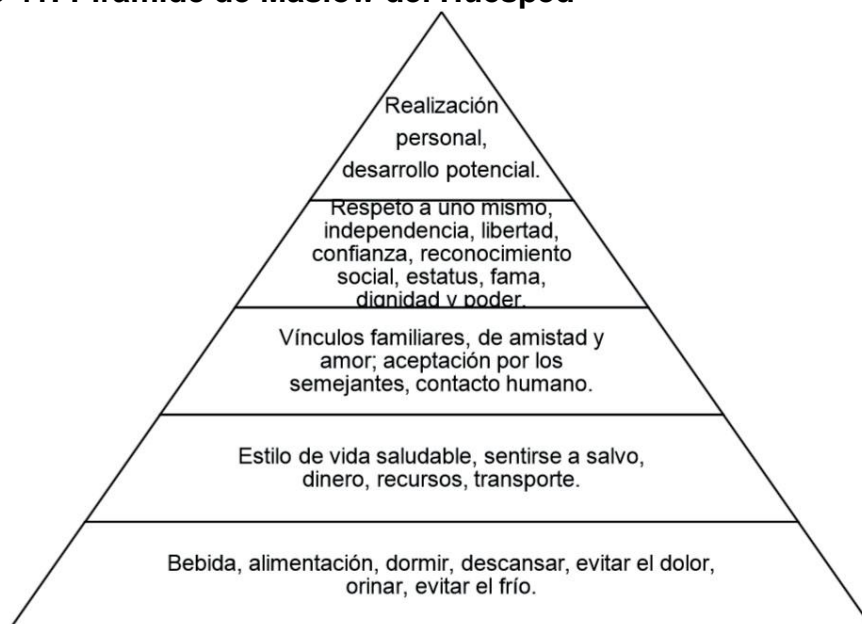 Pirámide de Maslow del Huésped
Realización
personal,
desarrollo potencial.
Respeto a uno mismo,
independencia, libertad,
confianza, reconocimiento
social, estatus, fama,
dignidad y poder.
Vínculos familiares, de amistad y
amor; aceptación por los
semejantes, contacto humano.
Estilo de vida saludable, sentirse a salvo,
dinero, recursos, transporte.
Bebida, alimentación, dormir, descansar, evitar el dolor,
orinar, evitar el frío.